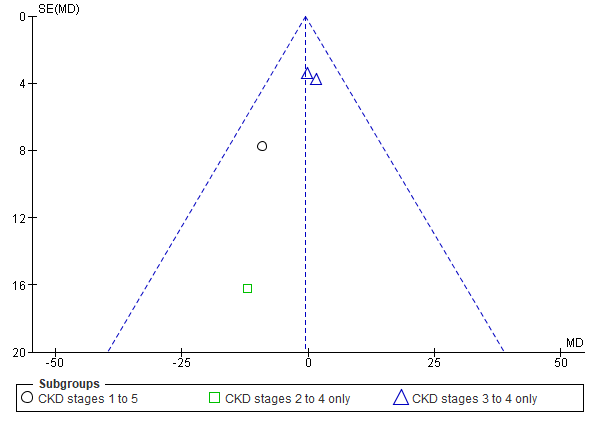 SE(MD)
0
4
8
12
16
20
-50
-25
0
25
50
MD
Subgroups
CKD stages 1 to 5
CKD stages 2 to 4 only
CKD stages 3 to 4 only